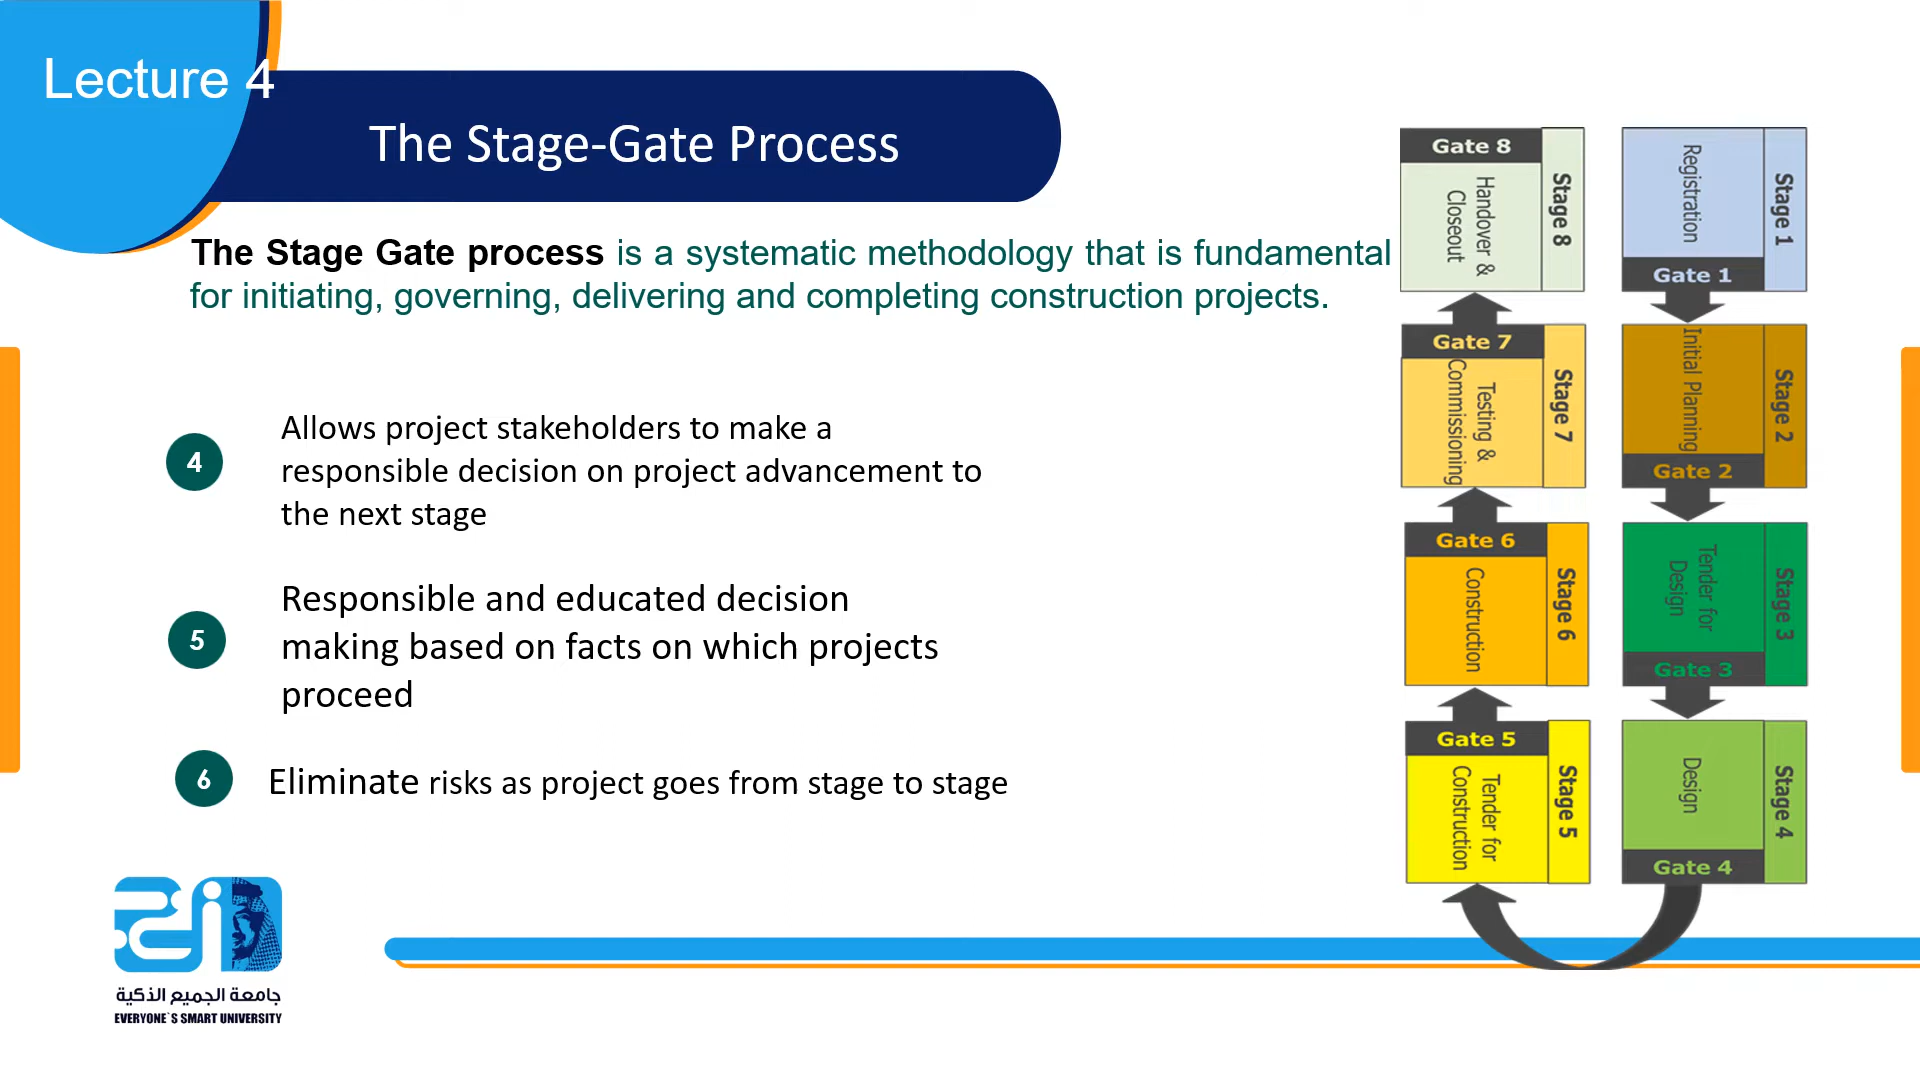 Lecture 4
The Stage-Gate Process
The Stage Gate process is a systematic methodology that is fundamental
for initiating, governing, delivering and completing construction projects.
4
Allows project stakeholders to make a
responsible decision on project advancement to
the next stage
5
Responsible and educated decision
making based on facts on which projects
proceed
6
Eliminate risks as project goes from stage to stage
Stage 1
Registration
Gate 1
Stage 2
Initial Planning
Gate 2
Stage 3
Tender for
Design
Gate 3
Stage 4
Design
Gate 4
Gate 5
Stage 5
Tender for
Construction
Gate 6
Stage 6
Construction
Gate 7
Stage 7
Testing &
Commissioning
Gate 8
Stage 8
Handover &
Closeout
جامعة الجميع الذكية
EVERYONE`S SMART UNIVERSITY